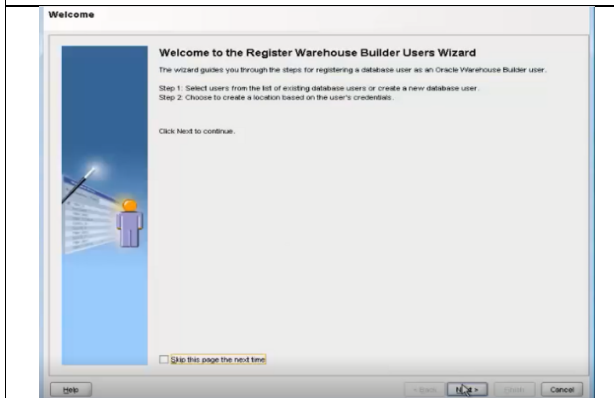 Welcome
Welcome to the Register Warehouse Builder Users Wizard
The wizard guides you through the steps for registering a database user as an Oracle Warehouse Builder user.
Step 1: Select users from the list of existing database users or create a new database user.
Step 2: Choose to create a location based on the user's credentials.
Click Next to continue.
Skip this page the next time
Help
< Back
Next >
Finish
Cancel